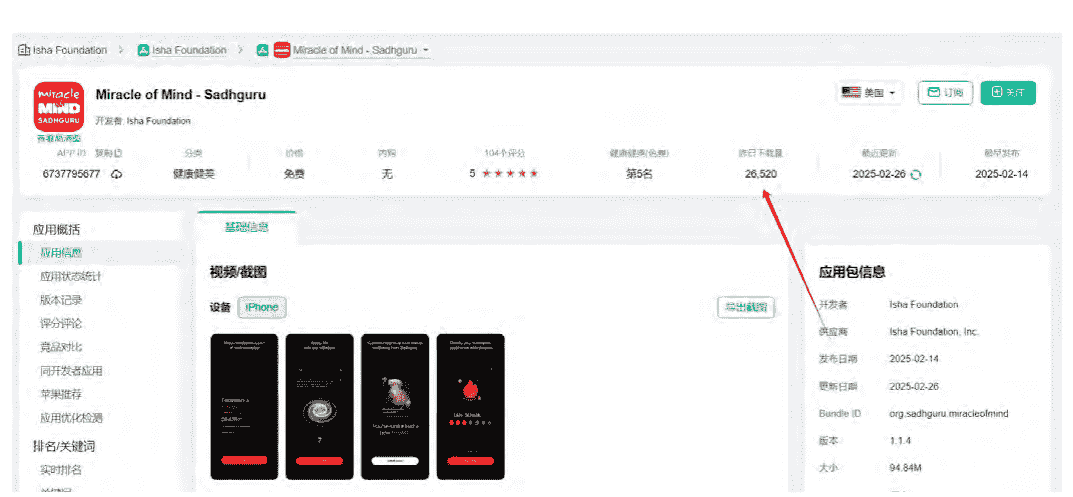 Isha Foundation > Isha Foundation > Miracle of Mind - Sadhguru
miracle
OF
MIND
SADHGURU
Miracle of Mind - Sadhguru
开发者: Isha Foundation
美国
订阅
关厅
APP ID 分类 价格 内购 104个评分 健康健美(免费) 昨日下载量 最近更新 最早发布
6737795677 健康健美 免费 无 5 ★★★★★ 第5名 26,520 2025-02-26 2025-02-14
应用概括
应用信息
应用状态统计
版本记录
评分评论
竞品对比
同开发者应用
苹果推荐
应用优化检测
排名/关键词
实时排名
关键词
基础信息
视频/截图
设备 iPhone
导出截图
应用包信息
开发者 Isha Foundation
供应商 Isha Foundation, Inc.
发布日期 2025-02-14
更新日期 2025-02-26
Bundle ID org.sadhguru.miracleofmind
版本 1.1.4
大小 94.84M